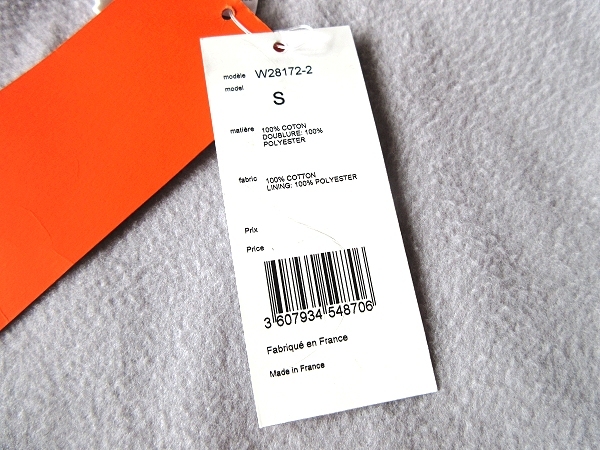 modèle W28172-2
model
S
matière 100% COTON
DOUBLURE: 100%
POLYESTER
fabric 100% COTTON
LINING: 100% POLYESTER
Prix
Price
3 607934 548706
Fabriqué en France
Made in France